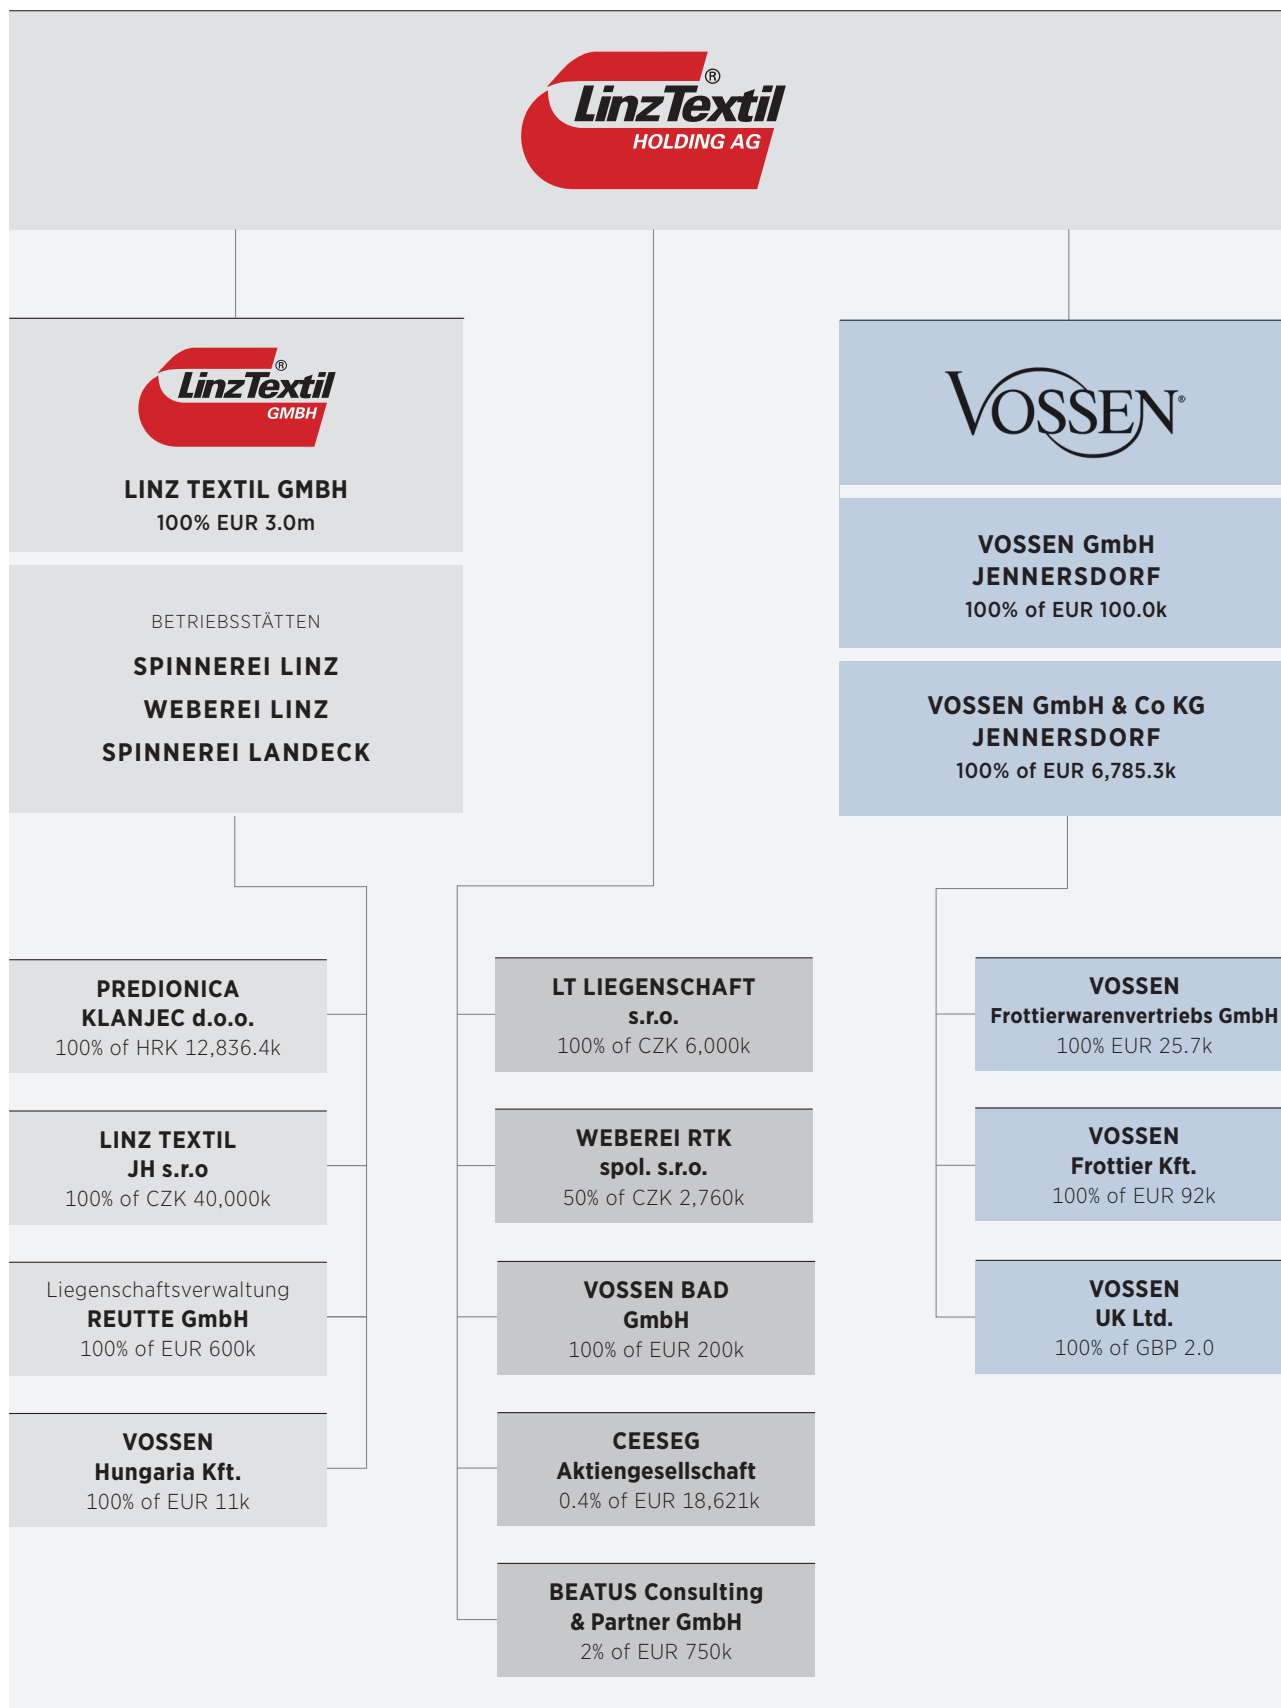 LinzTextil®
HOLDING AG
LinzTextil®
GMBH
LINZ TEXTIL GMBH
100% EUR 3.0m
BETRIEBSSTÄTTEN
SPINNEREI LINZ
WEBEREI LINZ
SPINNEREI LANDECK
VOSSEN®
VOSSEN GmbH
JENNERSDORF
100% of EUR 100.0k
VOSSEN GmbH & Co KG
JENNERSDORF
100% of EUR 6,785.3k
PREDIONICA
KLANJEC d.o.o.
100% of HRK 12,836.4k
LINZ TEXTIL
JH s.r.o
100% of CZK 40,000k
Liegenschaftsverwaltung
REUTTE GmbH
100% of EUR 600k
VOSSEN
Hungaria Kft.
100% of EUR 11k
LT LIEGENSCHAFT
s.r.o.
100% of CZK 6,000k
WEBEREI RTK
spol. s.r.o.
50% of CZK 2,760k
VOSSEN BAD
GmbH
100% of EUR 200k
CEESEG
Aktiengesellschaft
0.4% of EUR 18,621k
BEATUS Consulting
& Partner GmbH
2% of EUR 750k
VOSSEN
Frottierwarenvertriebs GmbH
100% EUR 25.7k
VOSSEN
Frottier Kft.
100% of EUR 92k
VOSSEN
UK Ltd.
100% of GBP 2.0